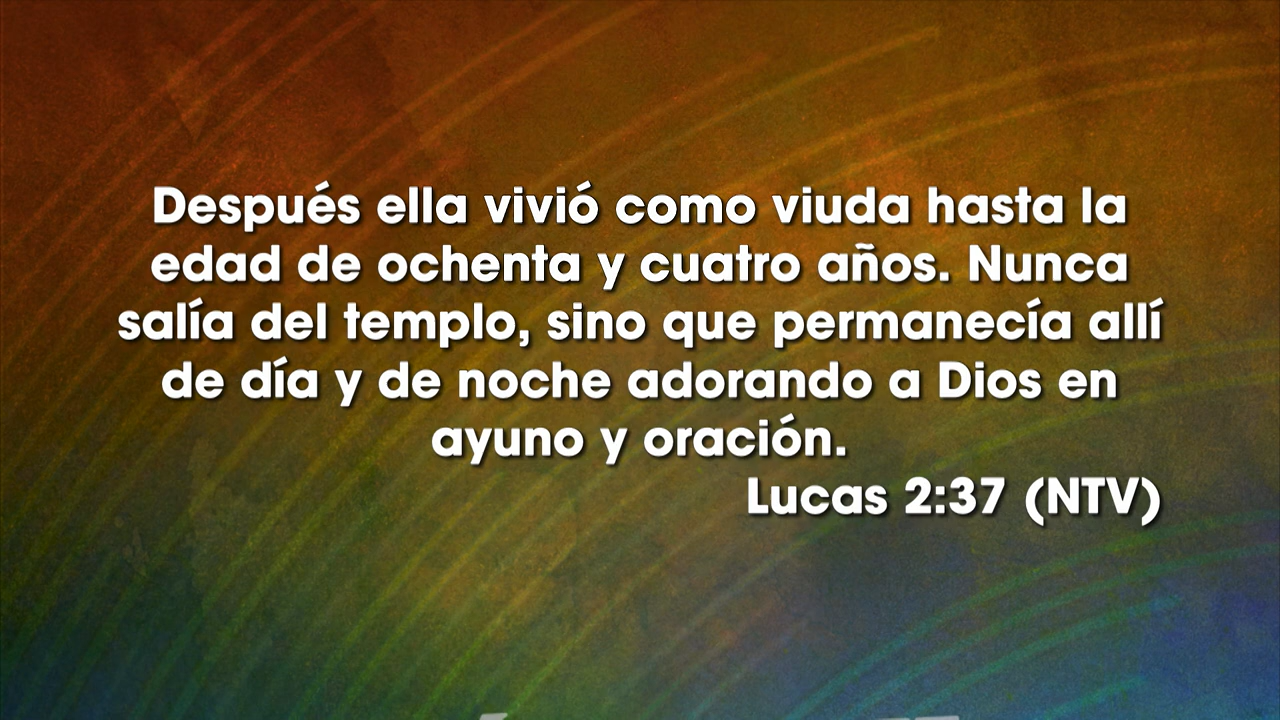 Después ella vivió como viuda hasta la
edad de ochenta y cuatro años. Nunca
salía del templo, sino que permanecía allí
de día y de noche adorando a Dios en
ayuno y oración.
Lucas 2:37 (NTV)